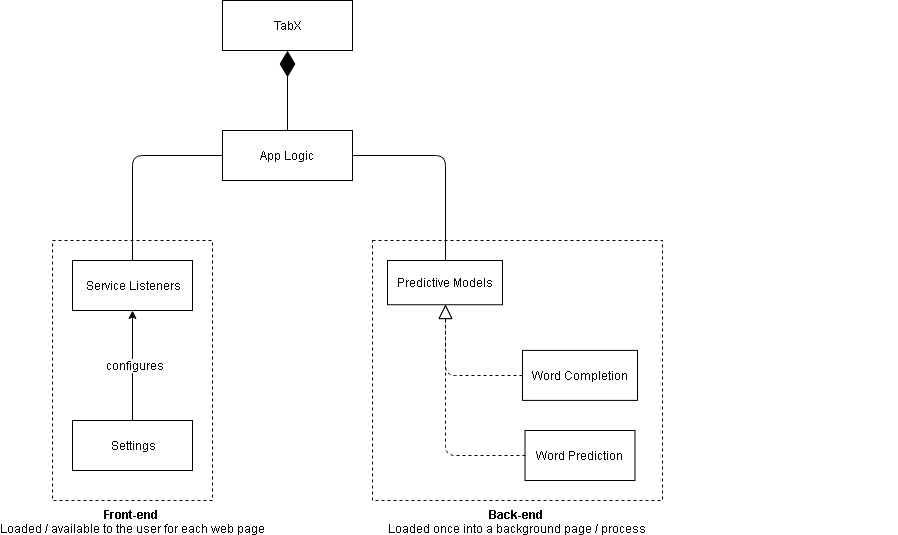 TabX
App Logic
Service Listeners
configures
Settings
Front-end
Loaded / available to the user for each web page
Predictive Models
Word Completion
Word Prediction
Back-end
Loaded once into a background page / process